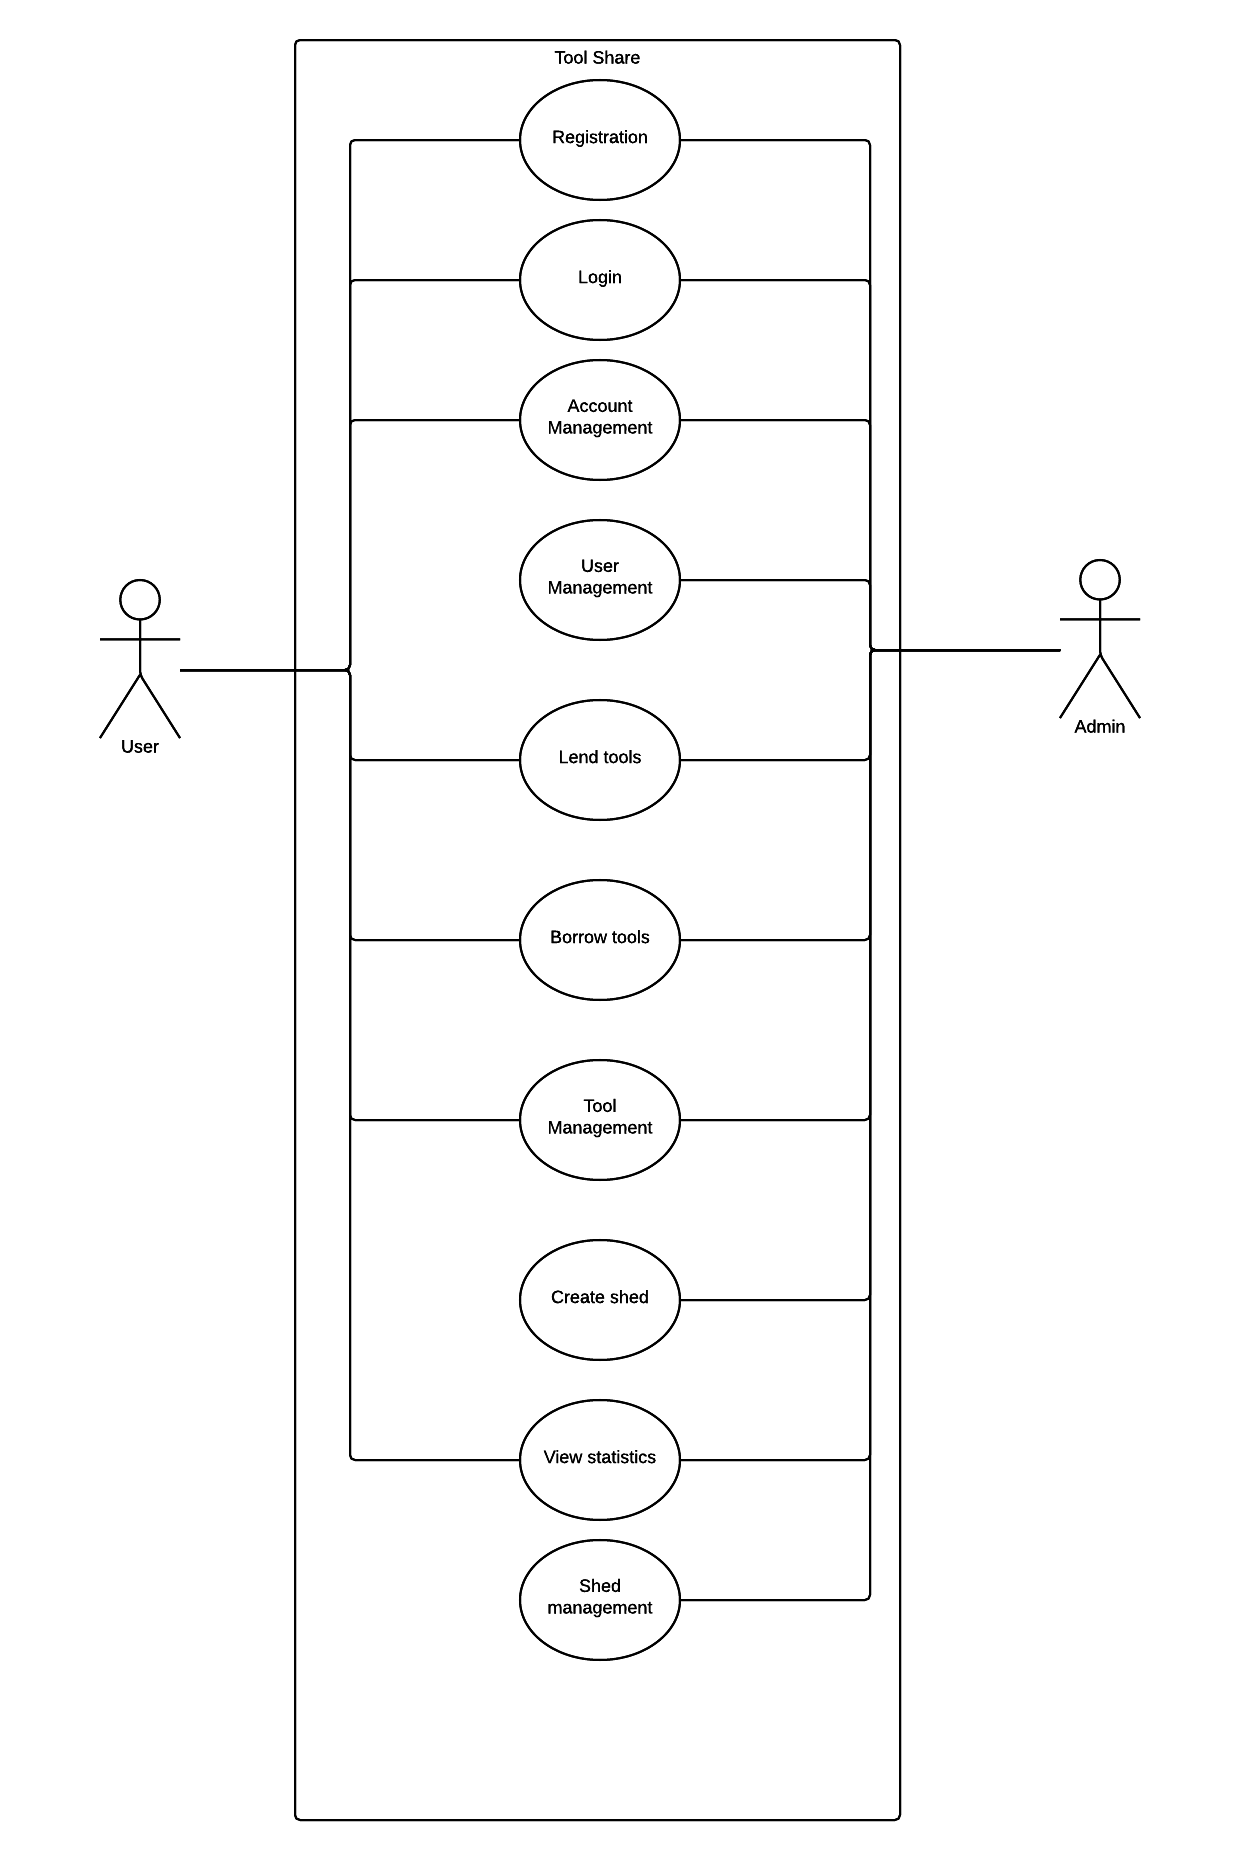 Tool Share
Registration
Login
Account
Management
User
Management
User
Admin
Lend tools
Borrow tools
Tool
Management
Create shed
View statistics
Shed
management